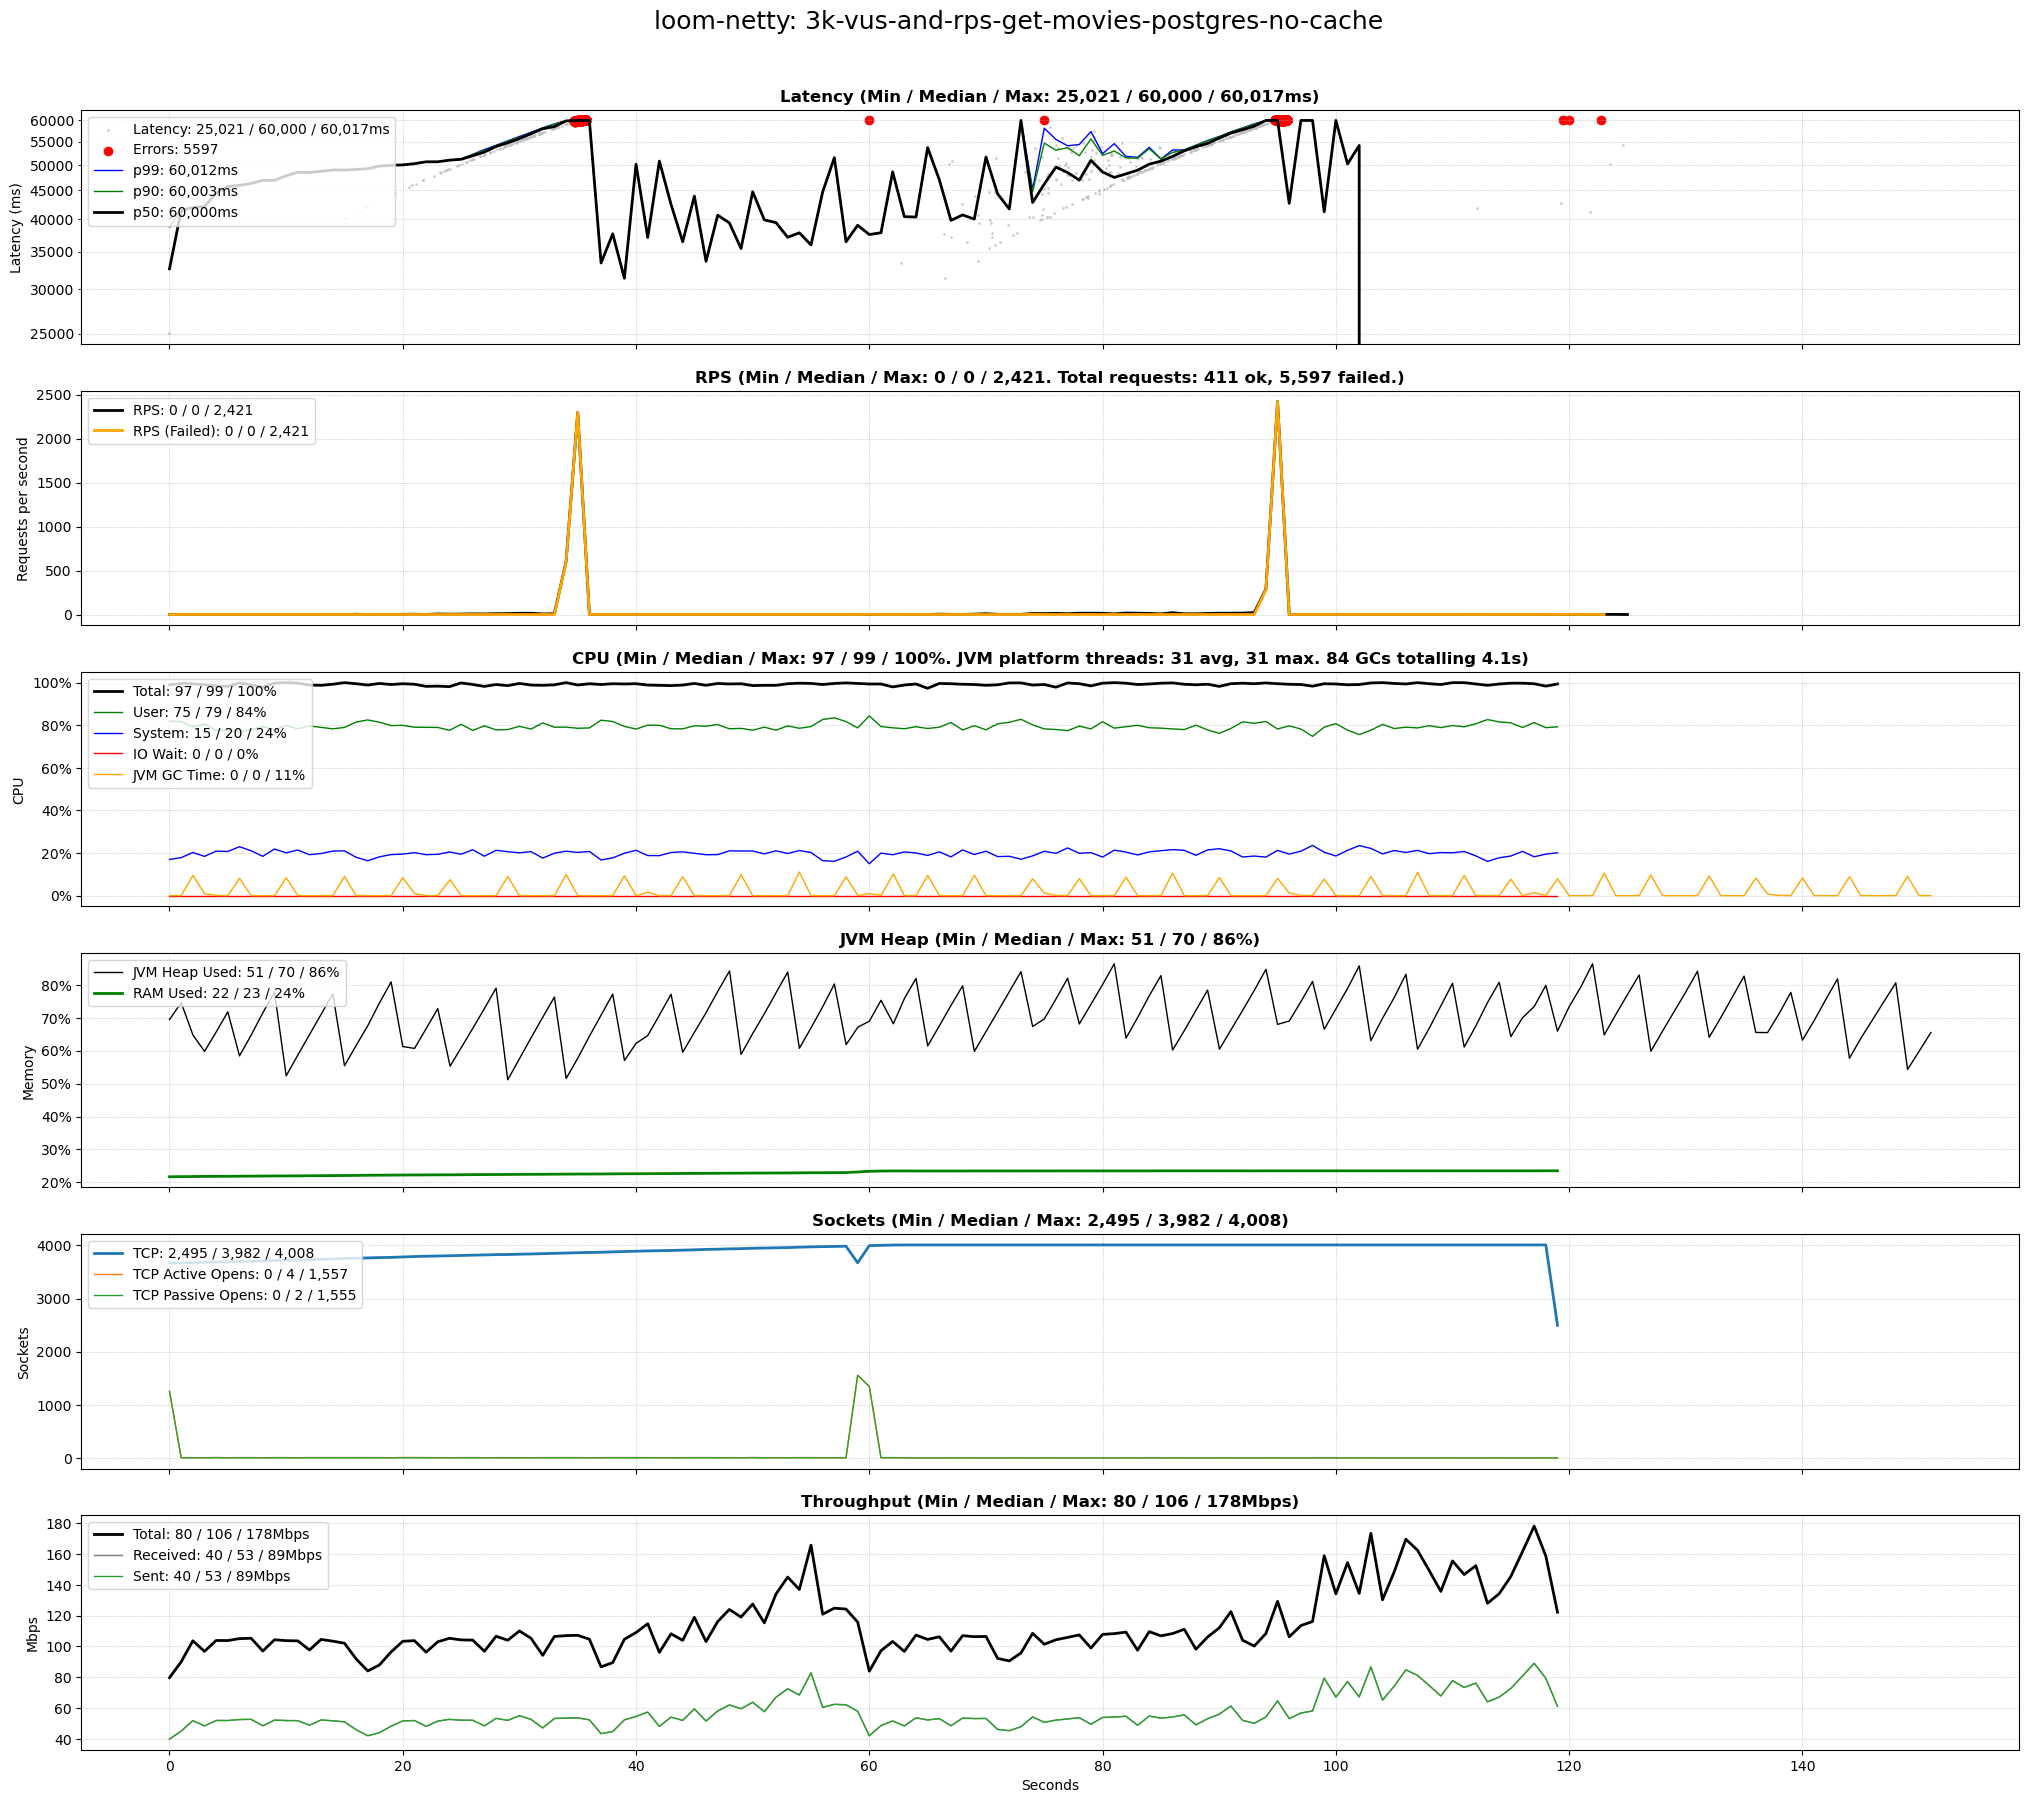 loom-netty: 3k-vus-and-rps-get-movies-postgres-no-cache
Latency (Min / Median / Max: 25,021 / 60,000 / 60,017ms)
Latency (ms)
60000
55000
50000
45000
40000
35000
30000
25000
Latency: 25,021 / 60,000 / 60,017ms
Errors: 5597
p99: 60,012ms
p90: 60,003ms
p50: 60,000ms
RPS (Min / Median / Max: 0 / 0 / 2,421. Total requests: 411 ok, 5,597 failed.)
Requests per second
2500
2000
1500
1000
500
0
RPS: 0 / 0 / 2,421
RPS (Failed): 0 / 0 / 2,421
CPU (Min / Median / Max: 97 / 99 / 100%. JVM platform threads: 31 avg, 31 max. 84 GCs totalling 4.1s)
CPU
100%
80%
60%
40%
20%
0%
Total: 97 / 99 / 100%
User: 75 / 79 / 84%
System: 15 / 20 / 24%
IO Wait: 0 / 0 / 0%
JVM GC Time: 0 / 0 / 11%
JVM Heap (Min / Median / Max: 51 / 70 / 86%)
Memory
80%
70%
60%
50%
40%
30%
20%
JVM Heap Used: 51 / 70 / 86%
RAM Used: 22 / 23 / 24%
Sockets (Min / Median / Max: 2,495 / 3,982 / 4,008)
Sockets
4000
3000
2000
1000
0
TCP: 2,495 / 3,982 / 4,008
TCP Active Opens: 0 / 4 / 1,557
TCP Passive Opens: 0 / 2 / 1,555
Throughput (Min / Median / Max: 80 / 106 / 178Mbps)
Mbps
180
160
140
120
100
80
60
40
Total: 80 / 106 / 178Mbps
Received: 40 / 53 / 89Mbps
Sent: 40 / 53 / 89Mbps
0 20 40 60 80 100 120 140
Seconds